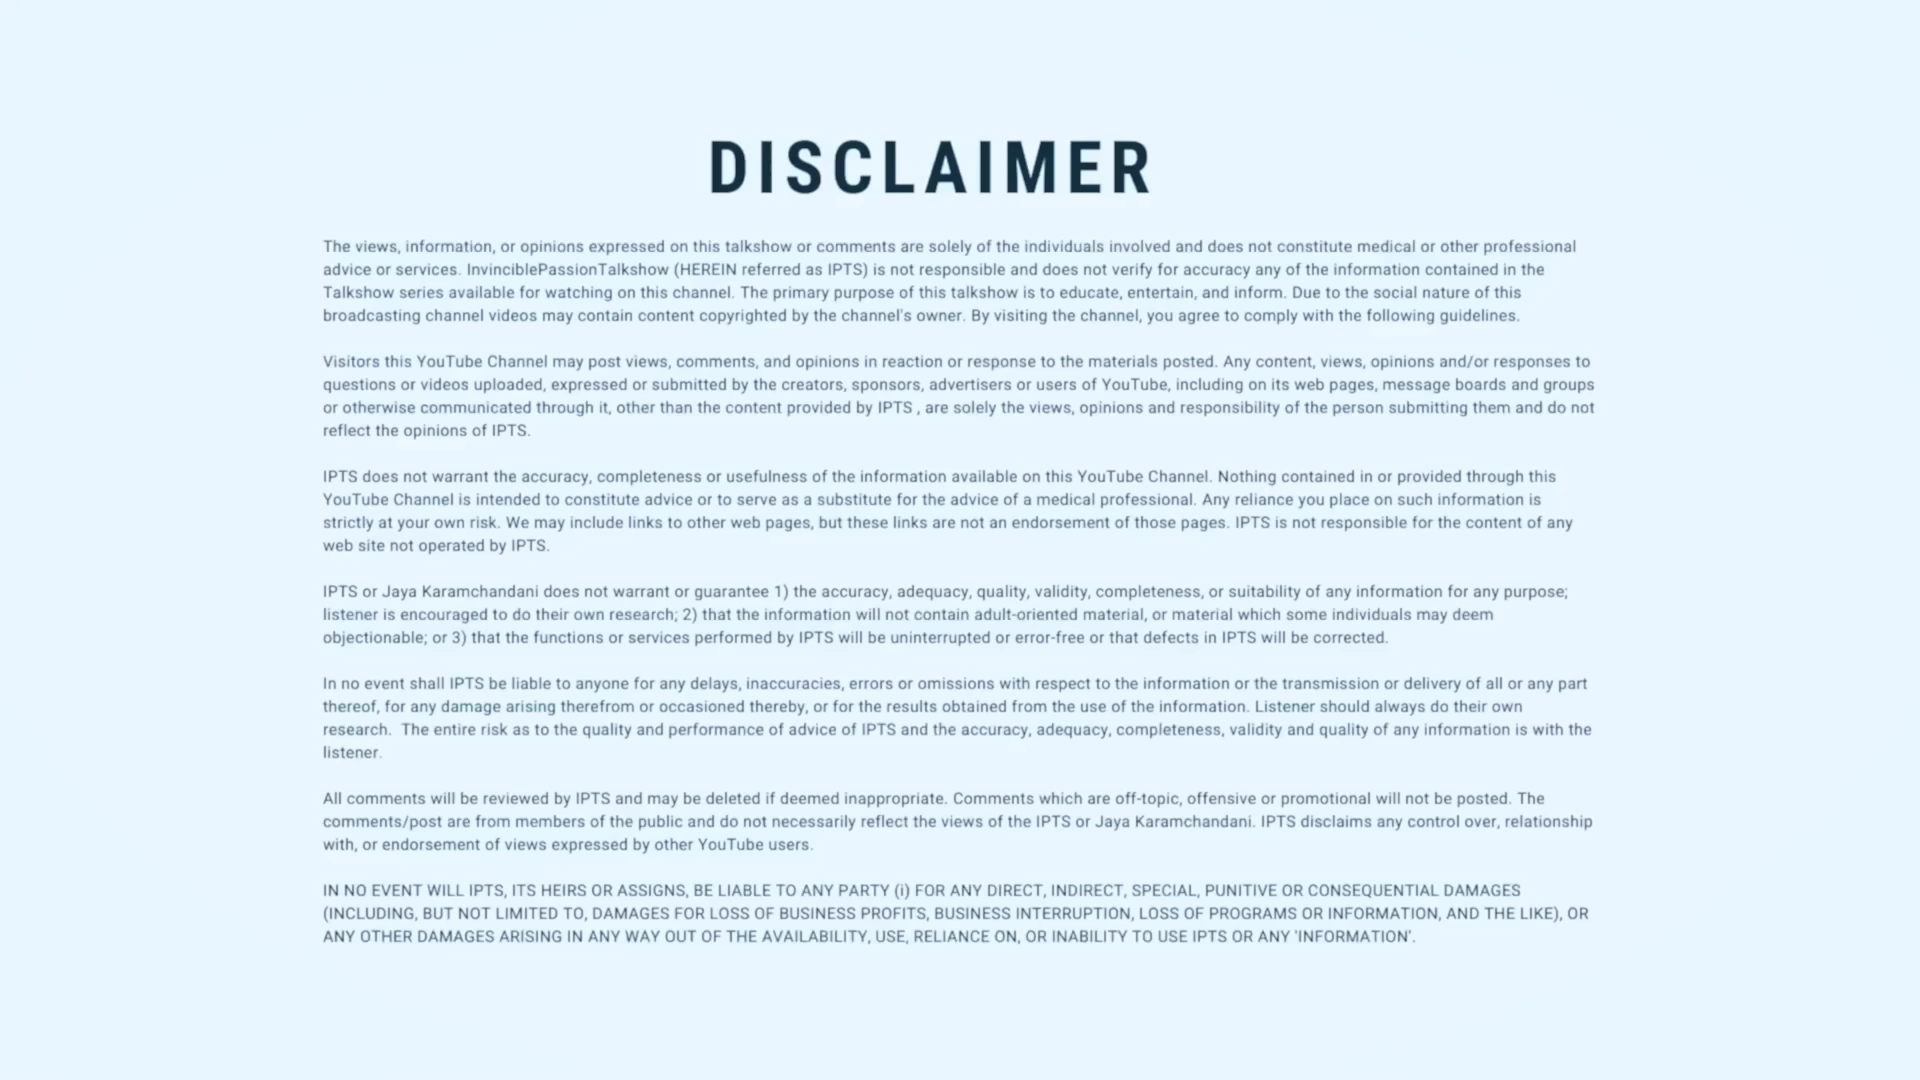 DISCLAIMER
The views, information, or opinions expressed on this talkshow or comments are solely of the individuals involved and does not constitute medical or other professional
advice or services. InvinciblePassionTalkshow (HEREIN referred as IPTS) is not responsible and does not verify for accuracy any of the information contained in the
Talkshow series available for watching on this channel. The primary purpose of this talkshow is to educate, entertain, and inform. Due to the social nature of this
broadcasting channel videos may contain content copyrighted by the channel's owner. By visiting the channel, you agree to comply with the following guidelines.
Visitors this YouTube Channel may post views, comments, and opinions in reaction or response to the materials posted. Any content, views, opinions and/or responses to
questions or videos uploaded, expressed or submitted by the creators, sponsors, advertisers or users of YouTube, including on its web pages, message boards and groups
or otherwise communicated through it, other than the content provided by IPTS , are solely the views, opinions and responsibility of the person submitting them and do not
reflect the opinions of IPTS.
IPTS does not warrant the accuracy, completeness or usefulness of the information available on this YouTube Channel. Nothing contained in or provided through this
YouTube Channel is intended to constitute advice or to serve as a substitute for the advice of a medical professional. Any reliance you place on such information is
strictly at your own risk. We may include links to other web pages, but these links are not an endorsement of those pages. IPTS is not responsible for the content of any
web site not operated by IPTS.
IPTS or Jaya Karamchandani does not warrant or guarantee 1) the accuracy, adequacy, quality, validity, completeness, or suitability of any information for any purpose;
listener is encouraged to do their own research; 2) that the information will not contain adult-oriented material, or material which some individuals may deem
objectionable; or 3) that the functions or services performed by IPTS will be uninterrupted or error-free or that defects in IPTS will be corrected.
In no event shall IPTS be liable to anyone for any delays, inaccuracies, errors or omissions with respect to the information or the transmission or delivery of all or any part
thereof, for any damage arising therefrom or occasioned thereby, or for the results obtained from the use of the information. Listener should always do their own
research.  The entire risk as to the quality and performance of advice of IPTS and the accuracy, adequacy, completeness, validity and quality of any information is with the
listener.
All comments will be reviewed by IPTS and may be deleted if deemed inappropriate. Comments which are off-topic, offensive or promotional will not be posted. The
comments/post are from members of the public and do not necessarily reflect the views of the IPTS or Jaya Karamchandani. IPTS disclaims any control over, relationship
with, or endorsement of views expressed by other YouTube users.
IN NO EVENT WILL IPTS, ITS HEIRS OR ASSIGNS, BE LIABLE TO ANY PARTY (i) FOR ANY DIRECT, INDIRECT, SPECIAL, PUNITIVE OR CONSEQUENTIAL DAMAGES
(INCLUDING, BUT NOT LIMITED TO, DAMAGES FOR LOSS OF BUSINESS PROFITS, BUSINESS INTERRUPTION, LOSS OF PROGRAMS OR INFORMATION, AND THE LIKE), OR
ANY OTHER DAMAGES ARISING IN ANY WAY OUT OF THE AVAILABILITY, USE, RELIANCE ON, OR INABILITY TO USE IPTS OR ANY 'INFORMATION'.